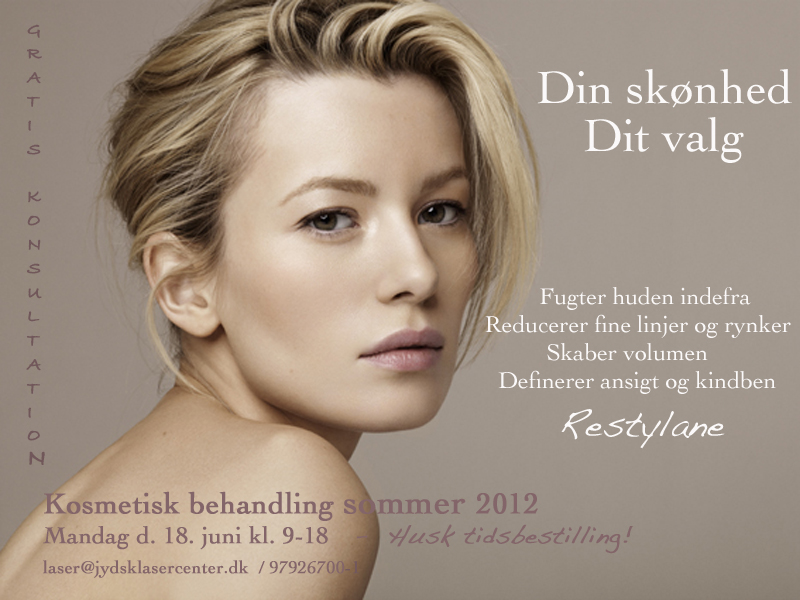 GRATIS KONSULTATION
Din skønhed
Dit valg
Fugter huden indefra
Reducerer fine linjer og rynker
Skaber volumen
Definerer ansigt og kindben
Restylane
Kosmetisk behandling sommer 2012
Mandag d. 18. juni kl. 9-18 - Husk tidsbestilling!
laser@jydsklasercenter.dk / 97926700-1